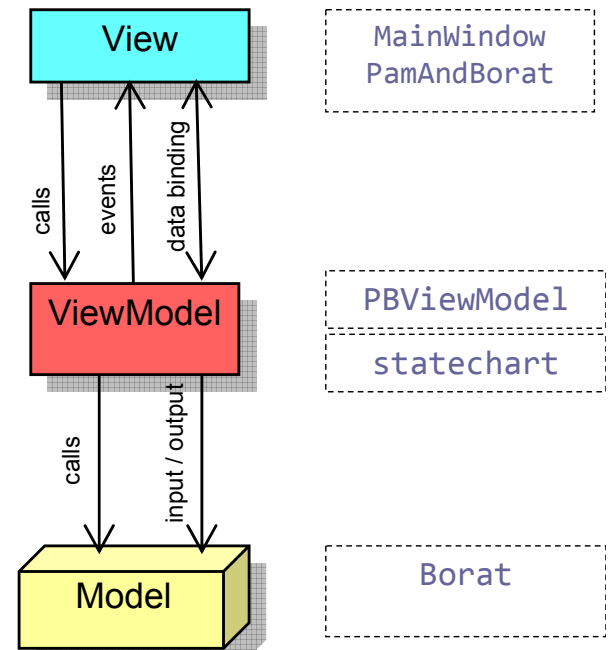 View
MainWindow
PamAndBorat
calls
events
data binding
ViewModel
PBViewModel
statechart
calls
input / output
Model
Borat